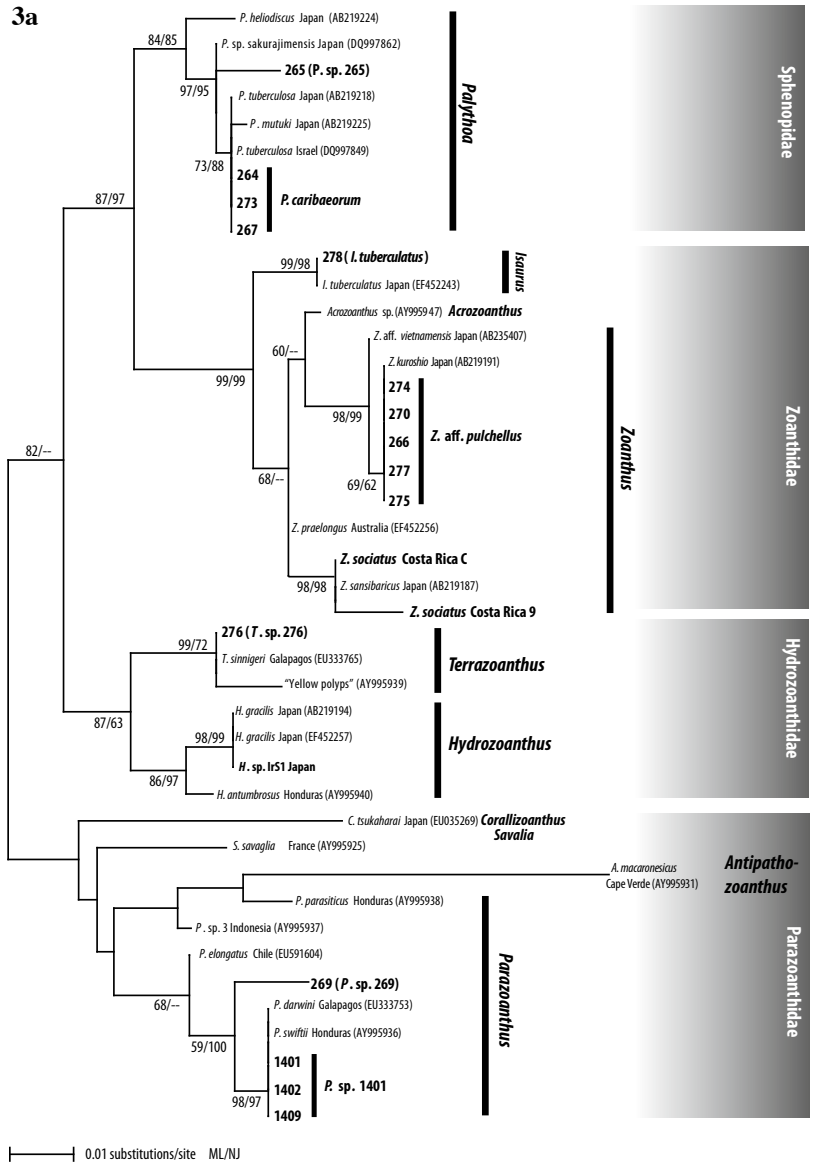 3a
P. heliodiscus Japan (AB219224)
84/85
P. sp. sakurajimensis Japan (DQ997862)
265 (P. sp. 265)
97/95
P. tuberculosa Japan (AB219218)
P. mutuki Japan (AB219225)
P. tuberculosa Israel (DQ997849)
73/88
264
273
267
P. caribaeorum
Palythoa
Sphenopidae
87/97
278 ( I. tuberculatus )
99/98
I. tuberculatus Japan (EF452243)
Isaurus
Acrozoanthus sp. (AY995947) Acrozoanthus
Z. aff. vietnamensis Japan (AB235407)
60/--
Z. kuroshio Japan (AB219191)
99/99
274
270
266
277
275
98/99
Z. aff. pulchellus
69/62
68/--
Z. praelongus Australia (EF452256)
Z. sociatus Costa Rica C
98/98
Z. sansibaricus Japan (AB219187)
Z. sociatus Costa Rica 9
Zoanthus
Zoanthidae
82/--
276 ( T. sp. 276)
99/72
T. sinnigeri Galapagos (EU333765)
"Yellow polyps" (AY995939)
Terrazoanthus
87/63
H. gracilis Japan (AB219194)
98/99
H. gracilis Japan (EF452257)
H. sp. IrS1 Japan
86/97
H. antumbrosus Honduras (AY995940)
Hydrozoanthus
Hydrozoanthidae
C. tsukaharai Japan (EU035269) Corallizoanthus
Savalia
S. savaglia France (AY995925)
A. macaronesicus
Cape Verde (AY995931)
Antipatho-
zoanthus
P. parasiticus Honduras (AY995938)
P. sp. 3 Indonesia (AY995937)
P. elongatus Chile (EU591604)
269 ( P. sp. 269)
68/--
P. darwini Galapagos (EU333753)
P. swiftii Honduras (AY995936)
59/100
1401
1402
1409
P. sp. 1401
98/97
Parazoanthus
Parazoanthidae
0.01 substitutions/site ML/NJ